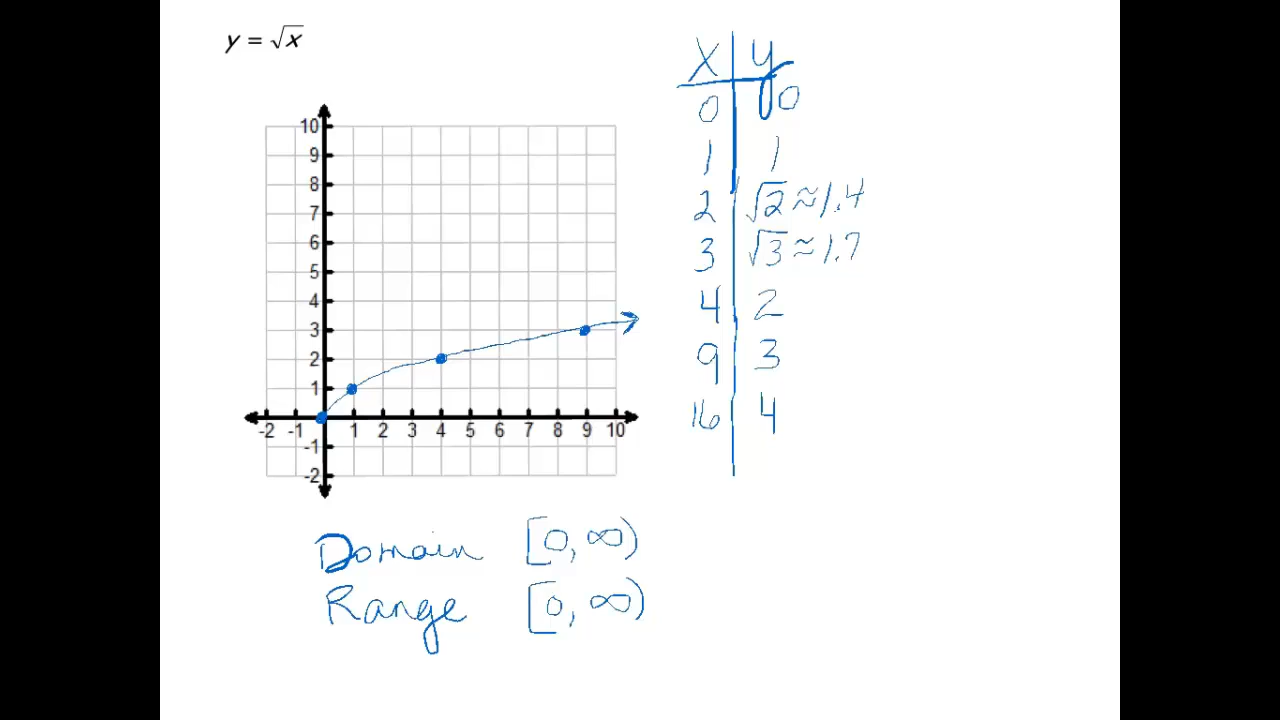 y = √x
X Y
0 0
1 1
2 √2 ≈ 1.4
3 √3 ≈ 1.7
4 2
9 3
16 4
10
9
8
7
6
5
4
3
2
1
-2 -1 1 2 3 4 5 6 7 8 9 10
-1
-2
Domain [0, ∞)
Range [0, ∞)